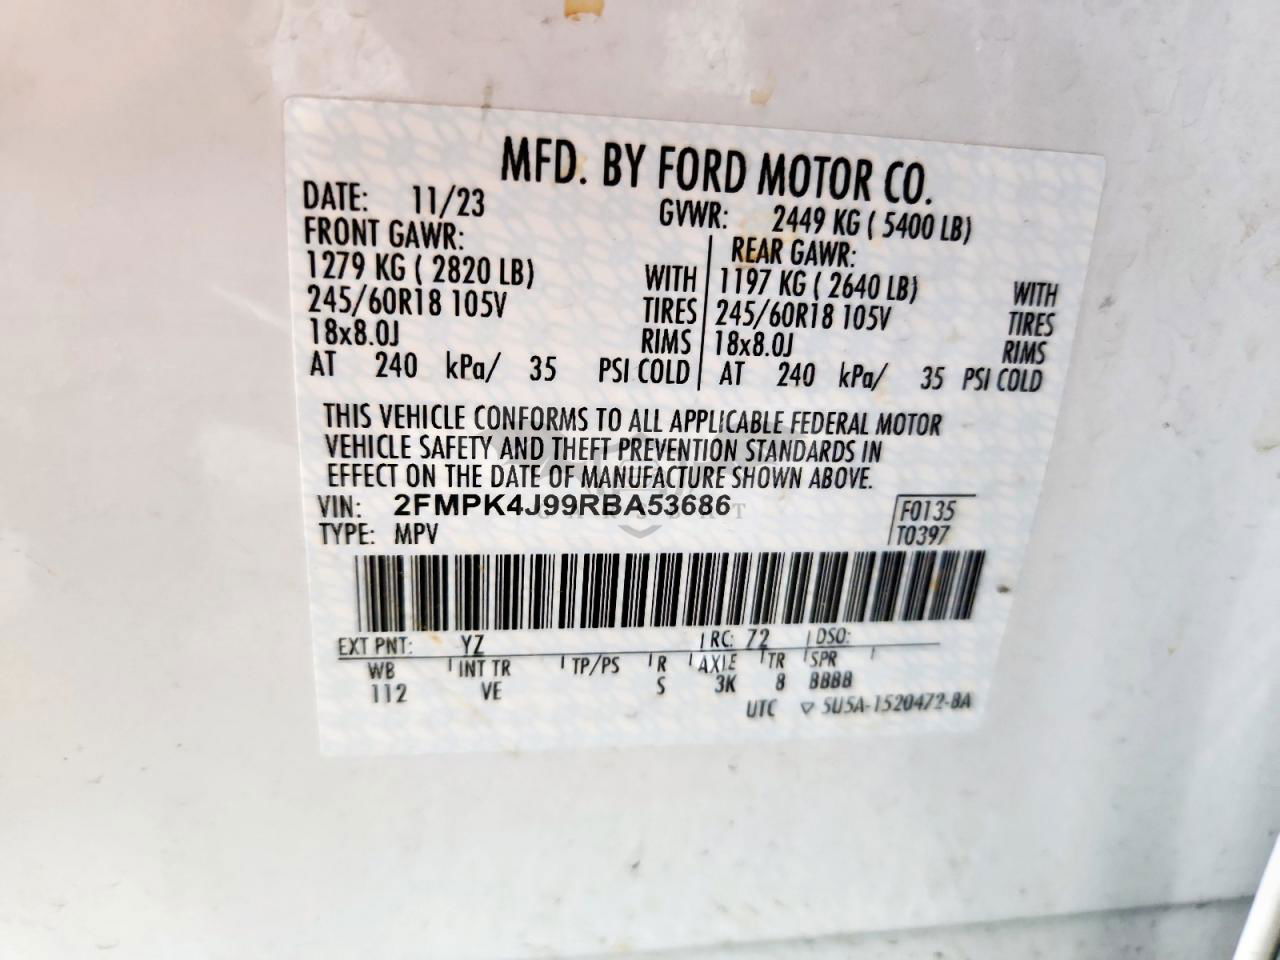 MFD. BY FORD MOTOR CO.
DATE: 11/23 GVWR: 2449 KG ( 5400 LB)
FRONT GAWR: REAR GAWR:
1279 KG ( 2820 LB) WITH 1197 KG ( 2640 LB) WITH
245/60R18 105V TIRES 245/60R18 105V TIRES
18x8.0J RIMS 18x8.0J RIMS
AT 240 kPa/ 35 PSI COLD AT 240 kPa/ 35 PSI COLD
THIS VEHICLE CONFORMS TO ALL APPLICABLE FEDERAL MOTOR
VEHICLE SAFETY AND THEFT PREVENTION STANDARDS IN
EFFECT ON THE DATE OF MANUFACTURE SHOWN ABOVE.
VIN: 2FMPK4J99RBA53686 F0135
TYPE: MPV T0397
EXT PNT: YZ RC: 72 DSO:
WB INT TR TP/PS R AXLE TR SPR
112 VE S 3K 8 BBBB
UTC ▽ 5U5A-1520472-BA